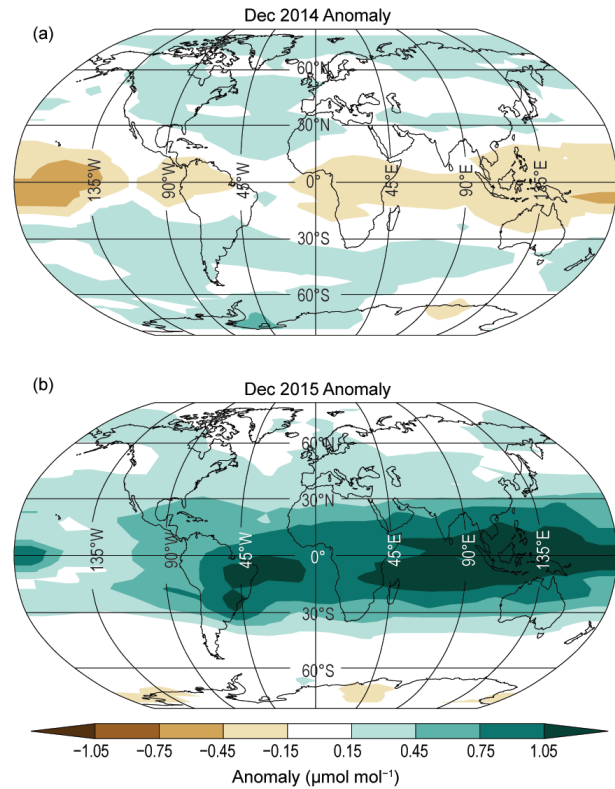 Dec 2014 Anomaly
(a)
60°N
30°N
135°W
90°W
45°W
0°
45°E
90°E
135°E
30°S
60°S
(b)
Dec 2015 Anomaly
60°N
30°N
135°W
90°W
45°W
0°
45°E
90°E
135°E
30°S
60°S
−1.05 −0.75 −0.45 −0.15 0.15 0.45 0.75 1.05
Anomaly (µmol mol⁻¹)